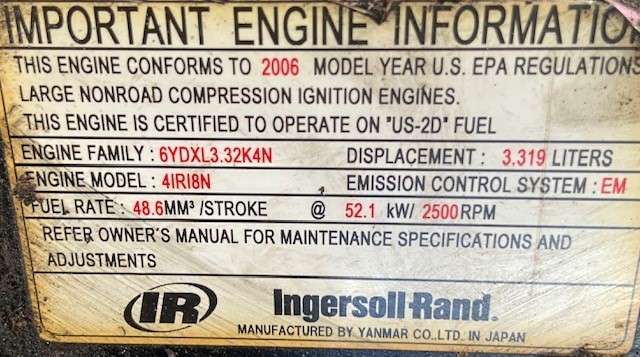 IMPORTANT ENGINE INFORMATIO
THIS ENGINE CONFORMS TO 2006 MODEL YEAR U.S. EPA REGULATIONS
LARGE NONROAD COMPRESSION IGNITION ENGINES.
THIS ENGINE IS CERTIFIED TO OPERATE ON "US-2D" FUEL
ENGINE FAMILY : 6YDXL3.32K4N DISPLACEMENT : 3.319 LITERS
ENGINE MODEL : 4IRI8N EMISSION CONTROL SYSTEM : EM
FUEL RATE : 48.6MM³ /STROKE @ 52.1 kW/ 2500RPM
REFER OWNER'S MANUAL FOR MAINTENANCE SPECIFICATIONS AND
ADJUSTMENTS
IR Ingersoll-Rand.
MANUFACTURED BY YANMAR CO.,LTD. IN JAPAN